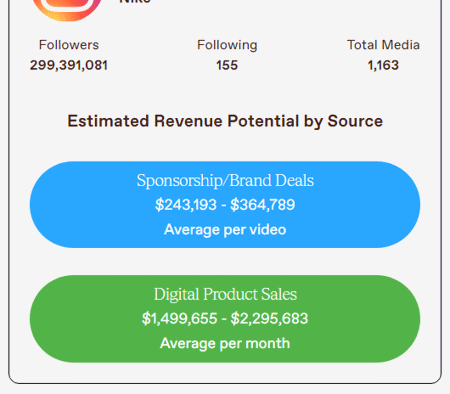 Nike
Followers
Following
Total Media
299,391,081
155
1,163
Estimated Revenue Potential by Source
Sponsorship/Brand Deals
$243,193 - $364,789
Average per video
Digital Product Sales
$1,499,655 - $2,295,683
Average per month